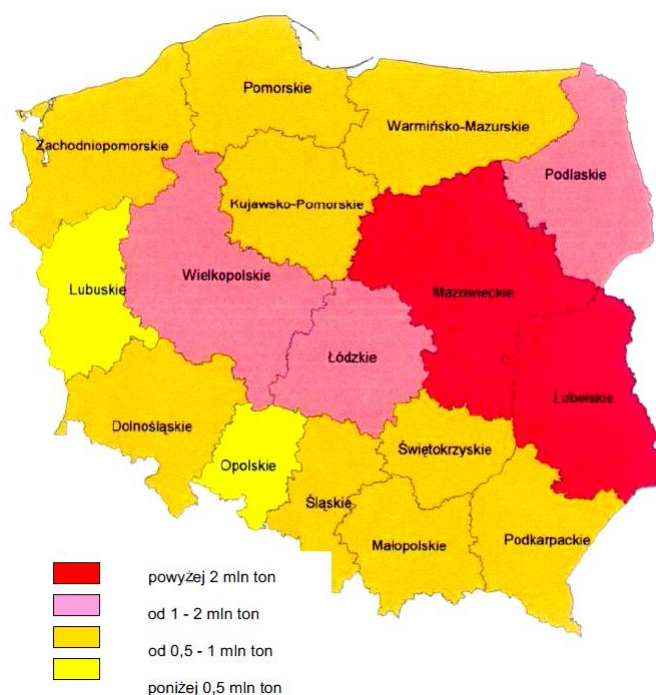 Pomorskie
Warmińsko-Mazurskie
Zachodniopomorskie
Podlaskie
Kujawsko-Pomorskie
Wielkopolskie
Lubuskie
Mazowieckie
Łódzkie
Lubelskie
Dolnośląskie
Świętokrzyskie
Opolskie
Śląskie
Małopolskie
Podkarpackie
powyżej 2 mln ton
od 1 - 2 mln ton
od 0,5 - 1 mln ton
poniżej 0,5 mln ton